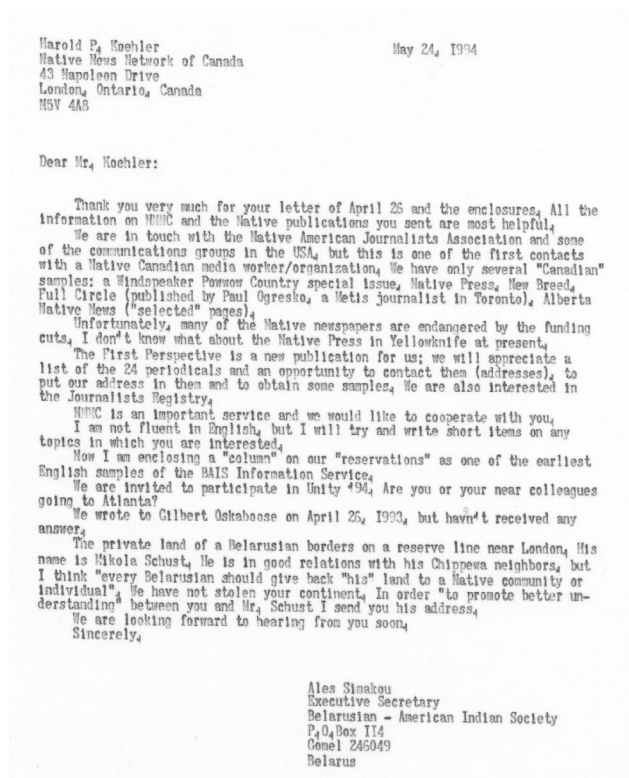 Harold P. Koehler
May 24, I994
Native News Network of Canada
43 Napoleon Drive
London, Ontario, Canada
N5V 4A8
Dear Mr. Koehler:
Thank you very much for your letter of April 26 and the enclosures. All the
information on NNNC and the Native publications you sent are most helpful.
We are in touch with the Native American Journalists Association and some
of the communications groups in the USA, but this is one of the first contacts
with a Native Canadian media worker/organization. We have only several "Canadian"
samples: a Windspeaker Powwow Country special issue, Native Press, New Breed,
Full Circle (published by Paul Ogresko, a Metis journalist in Toronto), Alberta
Native News ("selected" pages).
Unfortunately, many of the Native newspapers are endangered by the funding
cuts. I don't know what about the Native Press in Yellowknife at present.
The First Perspective is a new publication for us; we will appreciate a
list of the 24 periodicals and an opportunity to contact them (addresses), to
put our address in them and to obtain some samples. We are also interested in
the Journalists Registry.
NNNC is an important service and we would like to cooperate with you.
I am not fluent in English, but I will try and write short items on any
topics in which you are interested.
Now I am enclosing a "column" on our "reservations" as one of the earliest
English samples of the BAIS Information Service.
We are invited to participate in Unity '94. Are you or your near colleagues
going to Atlanta?
We wrote to Gilbert Oskaboose on April 26, I993, but havn't received any
answer.
The private land of a Belarusian borders on a reserve line near London. His
name is Mikola Schust. He is in good relations with his Chippewa neighbors, but
I think "every Belarusian should give back "his" land to a Native community or
individual". We have not stolen your continent. In order "to promote better un-
derstanding" between you and Mr. Schust I send you his address.
We are looking forward to hearing from you soon.
Sincerely,
Ales Simakou
Executive Secretary
Belarusian - American Indian Society
P.O.Box II4
Gomel 246049
Belarus